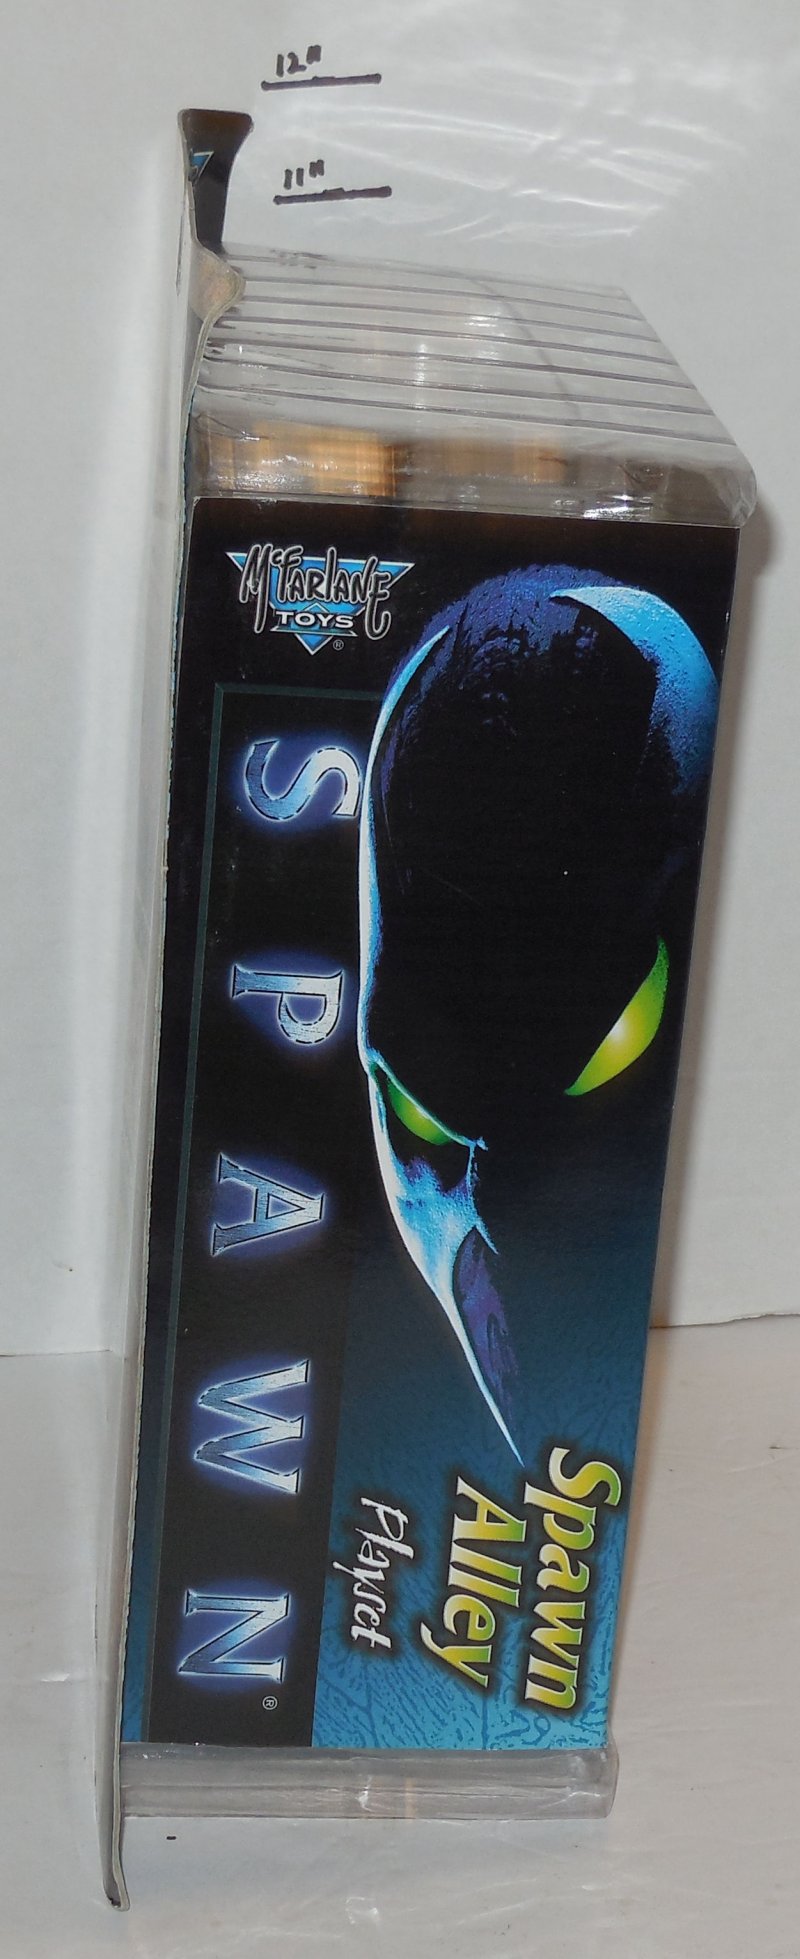 12"
11"
McFARLANE
TOYS
®
SPAWN
®
Spawn
Alley
Playset